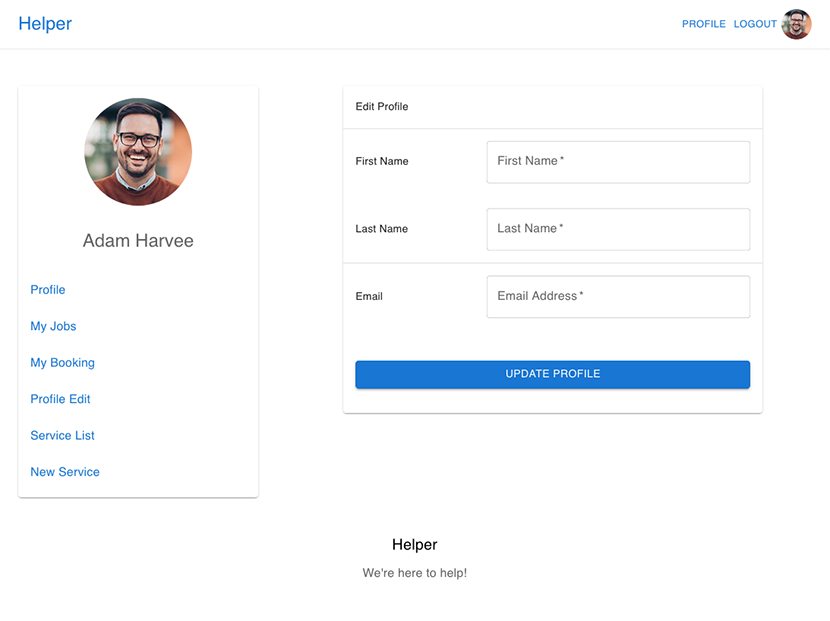 Helper
PROFILE LOGOUT
Adam Harvee
Profile
My Jobs
My Booking
Profile Edit
Service List
New Service
Edit Profile
First Name First Name *
Last Name Last Name *
Email Email Address *
UPDATE PROFILE
Helper
We're here to help!